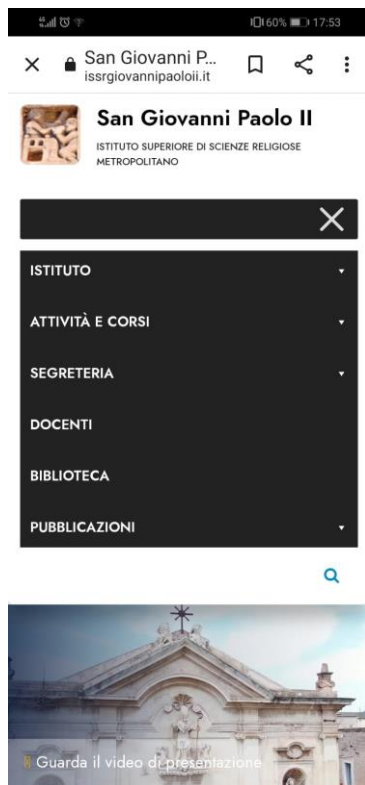 60% 17:53
San Giovanni P...
issrgiovannipaoloii.it
San Giovanni Paolo II
ISTITUTO SUPERIORE DI SCIENZE RELIGIOSE
METROPOLITANO
ISTITUTO
ATTIVITÀ E CORSI
SEGRETERIA
DOCENTI
BIBLIOTECA
PUBBLICAZIONI
Guarda il video di presentazione